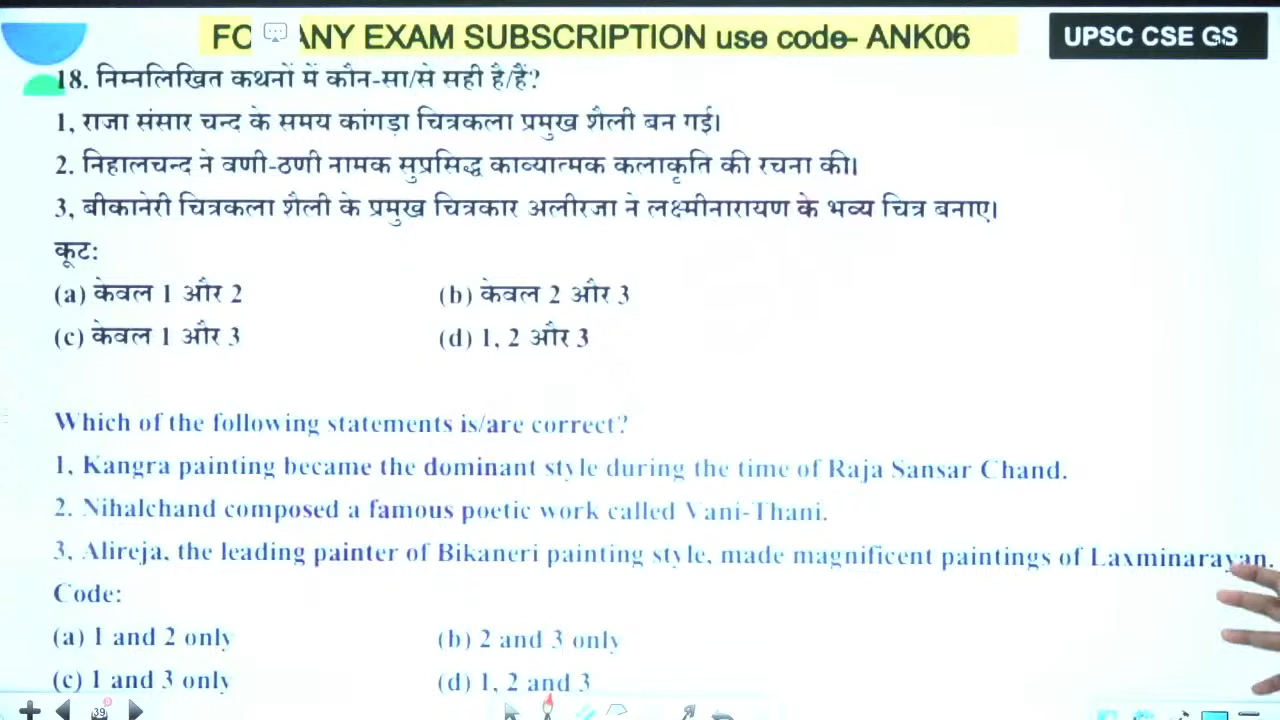 FO ANY EXAM SUBSCRIPTION use code- ANK06
UPSC CSE GS
18. निम्नलिखित कथनों में कौन-सा/से सही है/हैं?
1, राजा संसार चन्द के समय कांगड़ा चित्रकला प्रमुख शैली बन गई।
2. निहालचन्द ने वणी-ठणी नामक सुप्रसिद्ध काव्यात्मक कलाकृति की रचना की।
3, बीकानेरी चित्रकला शैली के प्रमुख चित्रकार अलीरजा ने लक्ष्मीनारायण के भव्य चित्र बनाए।
कूट:
(a) केवल 1 और 2 (b) केवल 2 और 3
(c) केवल 1 और 3 (d) 1, 2 और 3
Which of the following statements is/are correct?
1, Kangra painting became the dominant style during the time of Raja Sansar Chand.
2. Nihalchand composed a famous poetic work called Vani-Thani.
3, Alireja, the leading painter of Bikaneri painting style, made magnificent paintings of Laxminarayan.
Code:
(a) 1 and 2 only (b) 2 and 3 only
(c) 1 and 3 only (d) 1, 2 and 3
39